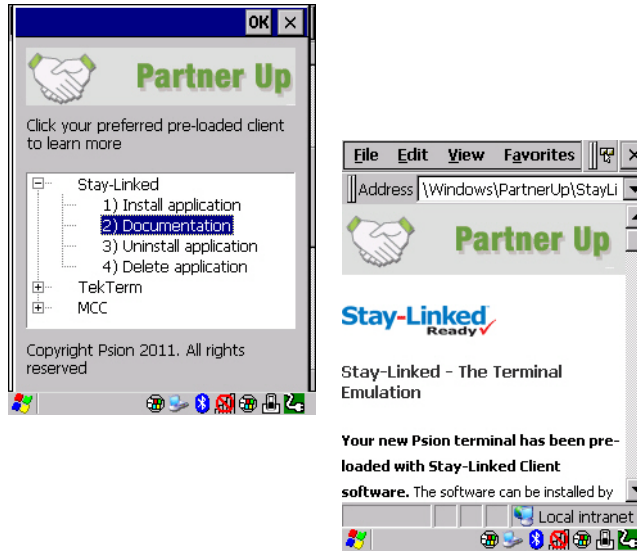 OK ×
Partner Up
Click your preferred pre-loaded client
to learn more
Stay-Linked
1) Install application
2) Documentation
3) Uninstall application
4) Delete application
TekTerm
MCC
Copyright Psion 2011. All rights
reserved
File Edit View Favorites ×
Address \Windows\PartnerUp\StayLi
Partner Up
Stay-Linked
Ready
Stay-Linked - The Terminal
Emulation
Your new Psion terminal has been pre-
loaded with Stay-Linked Client
software. The software can be installed by
Local intranet